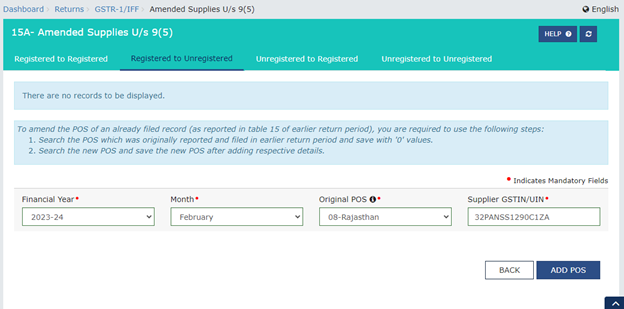 Dashboard > Returns > GSTR-1/IFF > Amended Supplies U/s 9(5) English
15A- Amended Supplies U/s 9(5) HELP
Registered to Registered Registered to Unregistered Unregistered to Registered Unregistered to Unregistered
There are no records to be displayed.
To amend the POS of an already filed record (as reported in table 15 of earlier return period), you are required to use the following steps:
1. Search the POS which was originally reported and filed in earlier return period and save with '0' values.
2. Search the new POS and save the new POS after adding respective details.
• Indicates Mandatory Fields
Financial Year• Month• Original POS • Supplier GSTIN/UIN•
2023-24 February 08-Rajasthan 32PANSS1290C1ZA
BACK ADD POS